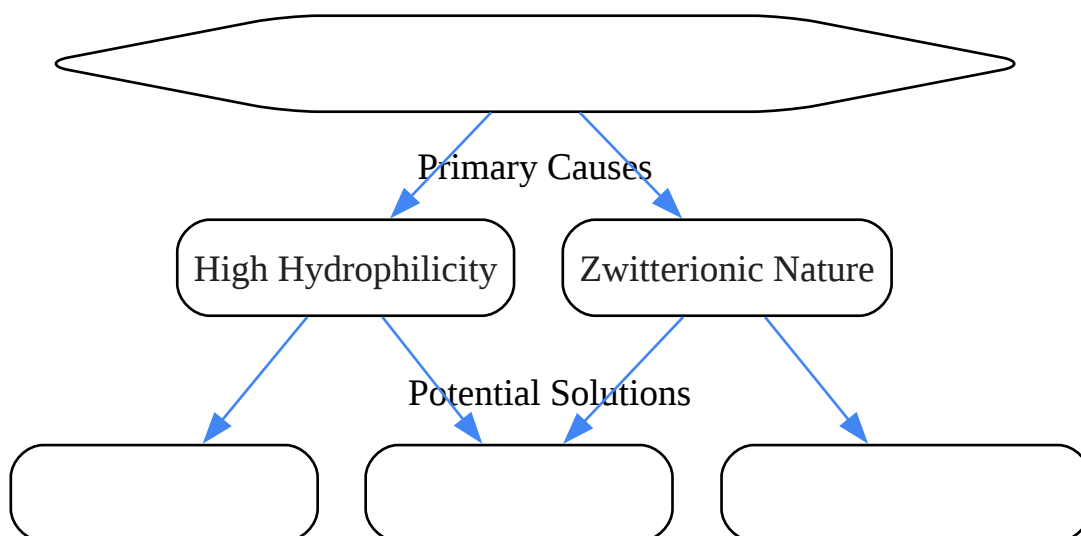 Primary Causes
High Hydrophilicity
Zwitterionic Nature
Potential Solutions